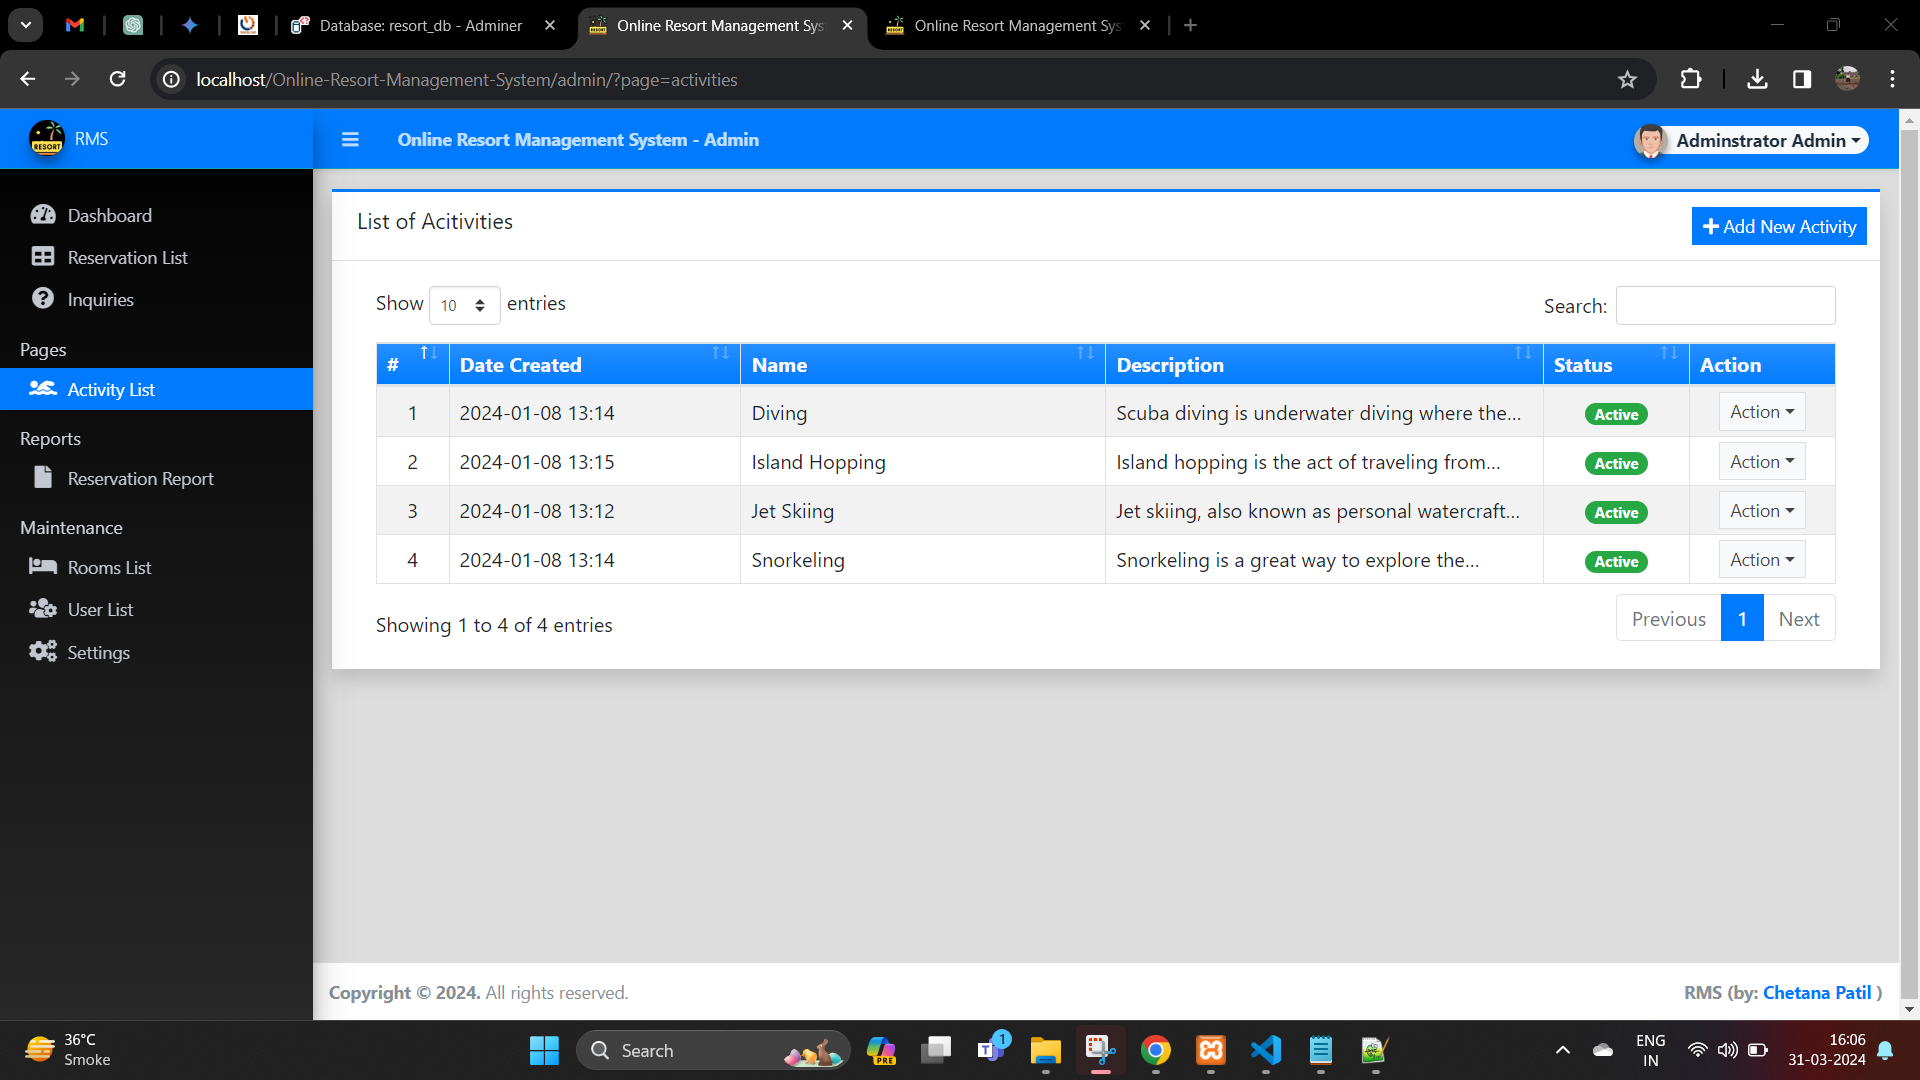 Database: resort_db - Adminer
Online Resort Management Sys
Online Resort Management Sys
localhost/Online-Resort-Management-System/admin/?page=activities
RESORT
RMS
Online Resort Management System - Admin
Adminstrator Admin
Dashboard
Reservation List
Inquiries
Pages
Activity List
Reports
Reservation Report
Maintenance
Rooms List
User List
Settings
List of Acitivities
Add New Activity
Show 10 entries
Search:
# Date Created Name Description Status Action
1 2024-01-08 13:14 Diving Scuba diving is underwater diving where the... Active Action
2 2024-01-08 13:15 Island Hopping Island hopping is the act of traveling from... Active Action
3 2024-01-08 13:12 Jet Skiing Jet skiing, also known as personal watercraft... Active Action
4 2024-01-08 13:14 Snorkeling Snorkeling is a great way to explore the... Active Action
Showing 1 to 4 of 4 entries
Previous 1 Next
Copyright © 2024. All rights reserved.
RMS (by: Chetana Patil )
36°C
Smoke
Search
PRE
1
ENG
IN
16:06
31-03-2024